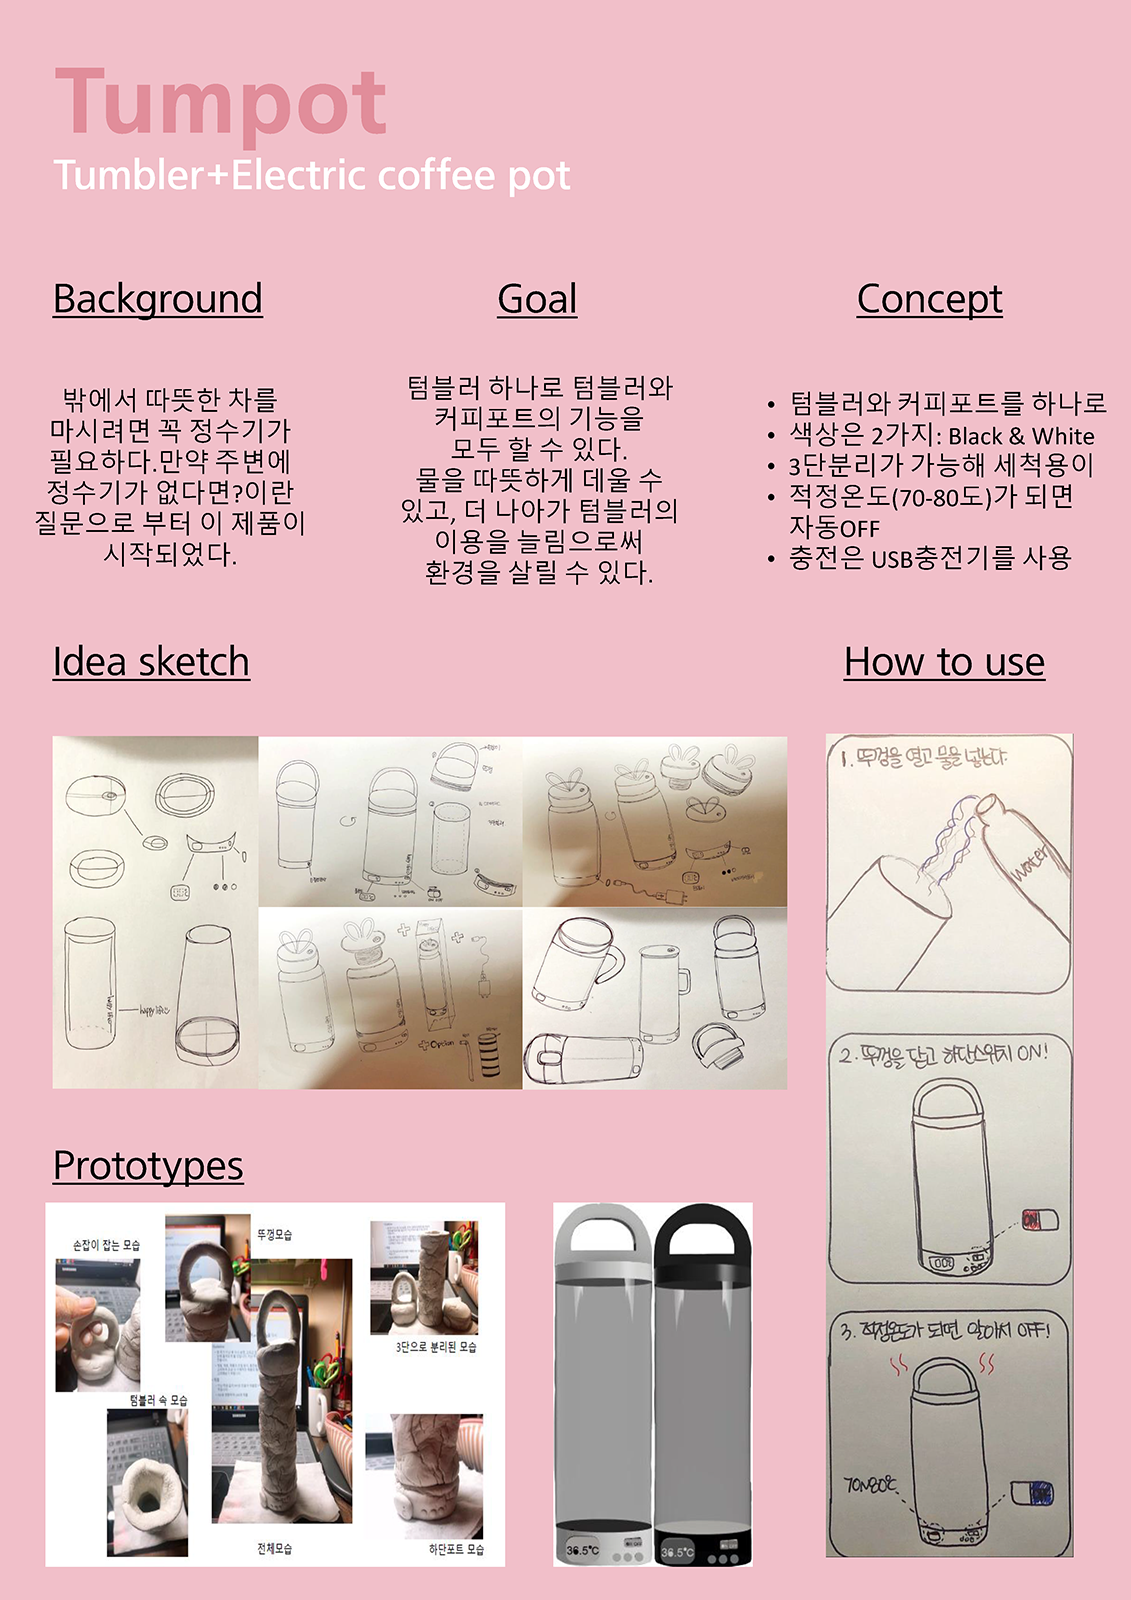 Tumpot
Tumbler+Electric coffee pot
Background
밖에서 따뜻한 차를
마시려면 꼭 정수기가
필요하다.만약 주변에
정수기가 없다면?이란
질문으로 부터 이 제품이
시작되었다.
Goal
텀블러 하나로 텀블러와
커피포트의 기능을
모두 할 수 있다.
물을 따뜻하게 데울 수
있고, 더 나아가 텀블러의
이용을 늘림으로써
환경을 살릴 수 있다.
Concept
• 텀블러와 커피포트를 하나로
• 색상은 2가지: Black & White
• 3단분리가 가능해 세척용이
• 적정온도(70-80도)가 되면
자동OFF
• 충전은 USB충전기를 사용
Idea sketch
happy life
+Option
How to use
1. 뚜껑을 열고 물을 넣는다.
water
2. 뚜껑을 닫고 하단스위치 ON!
ON
3. 적정온도가 되면 알아서 OFF!
70~80℃
Prototypes
손잡이 잡는 모습
뚜껑모습
3단으로 분리된 모습
텀블러 속 모습
전체모습
하단포트 모습
36.5℃
36.5℃